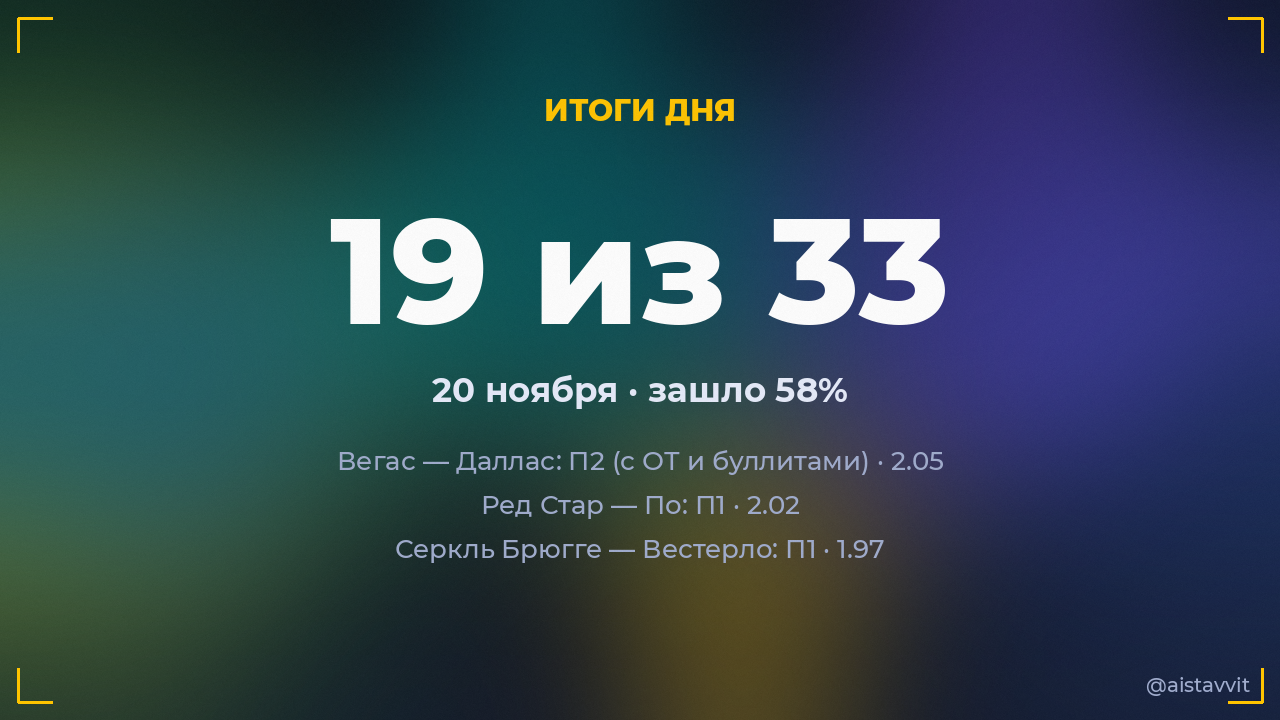 ИТОГИ ДНЯ
19 из 33
20 ноября · зашло 58%
Вегас — Даллас: П2 (с ОТ и буллитами) · 2.05
Ред Стар — По: П1 · 2.02
Серкль Брюгге — Вестерло: П1 · 1.97
@aistavvit